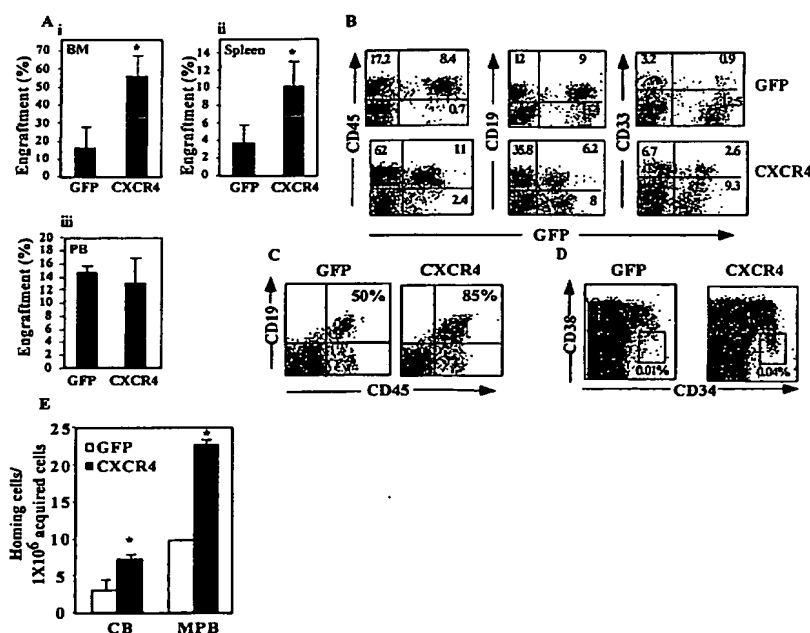 A
i
BM
*
Engraftment (%)
70
60
50
40
30
20
10
0
GFP CXCR4
ii
Spleen
*
Engraftment (%)
14
12
10
8
6
4
2
0
GFP CXCR4
iii
PB
Engraftment (%)
18
16
14
12
10
8
6
4
2
0
GFP CXCR4
B
CD45
17.2 8.4
0.7
CD19
12 9
CD33
3.2 0.9
GFP
62 11
2.4
35.8 6.2
8
6.7 2.6
9.3
CXCR4
GFP
C
GFP CXCR4
CD19
50% 85%
CD45
D
GFP CXCR4
CD38
0.01% 0.04%
CD34
E
Homing cells/
1X10⁶ acquired cells
25
20
15
10
5
0
GFP
CXCR4
*
*
CB MPB